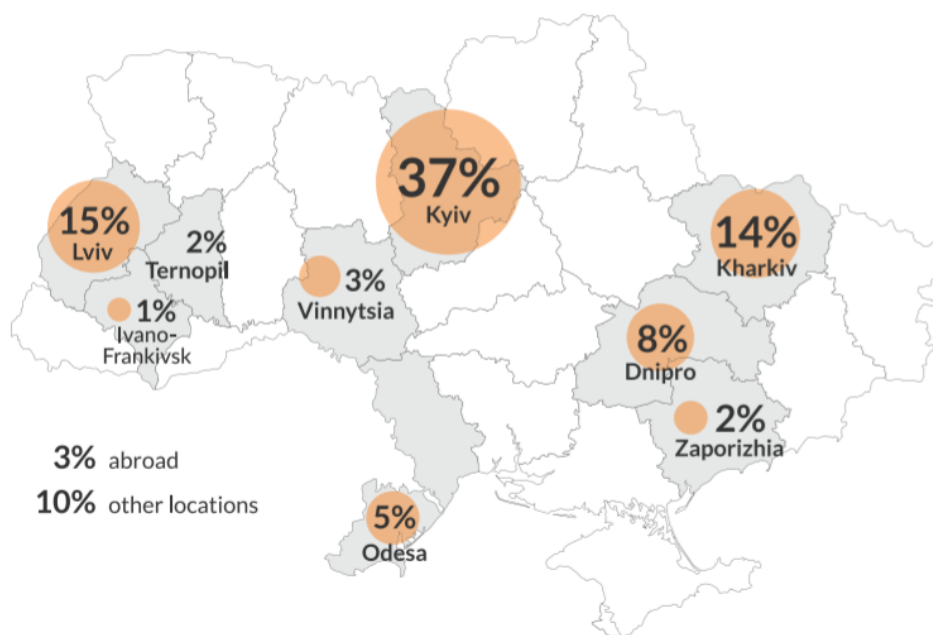 37%
Kyiv
15%
Lviv
2%
Ternopil
14%
Kharkiv
3%
Vinnytsia
1%
Ivano-
Frankivsk
8%
Dnipro
2%
Zaporizhia
3% abroad
10% other locations
5%
Odesa